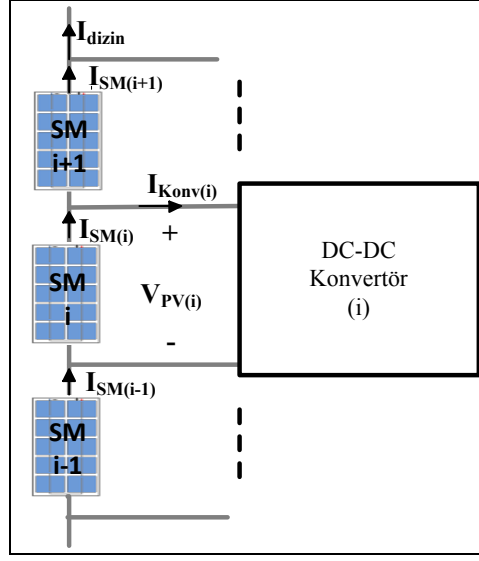 I_dizin
I_SM(i+1)
SM
i+1
I_Konv(i)
I_SM(i)
+
SM
i
V_PV(i)
-
DC-DC
Konvertör
(i)
I_SM(i-1)
SM
i-1